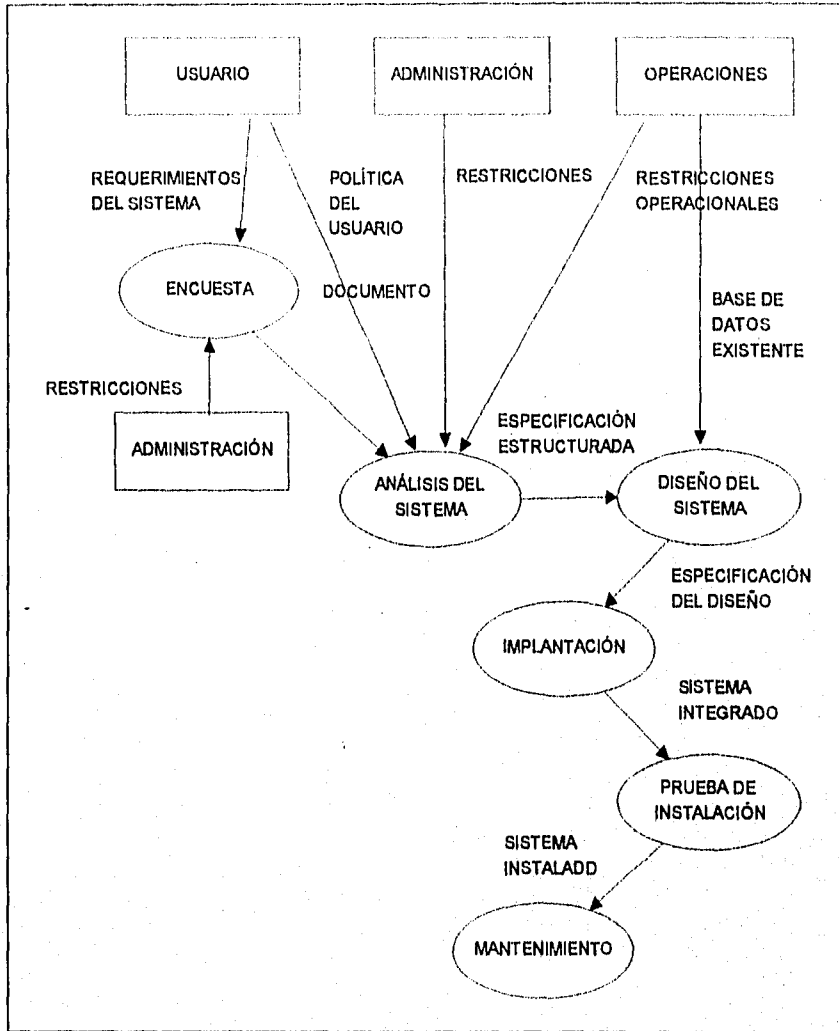 USUARIO
ADMINISTRACIÓN
OPERACIONES
REQUERIMIENTOS
DEL SISTEMA
POLÍTICA
DEL
USUARIO
RESTRICCIONES
RESTRICCIONES
OPERACIONALES
ENCUESTA
DOCUMENTO
BASE DE
DATOS
EXISTENTE
RESTRICCIONES
ADMINISTRACIÓN
ESPECIFICACIÓN
ESTRUCTURADA
ANÁLISIS DEL
SISTEMA
DISEÑO DEL
SISTEMA
ESPECIFICACIÓN
DEL DISEÑO
IMPLANTACIÓN
SISTEMA
INTEGRADO
PRUEBA DE
INSTALACIÓN
SISTEMA
INSTALADD
MANTENIMIENTO